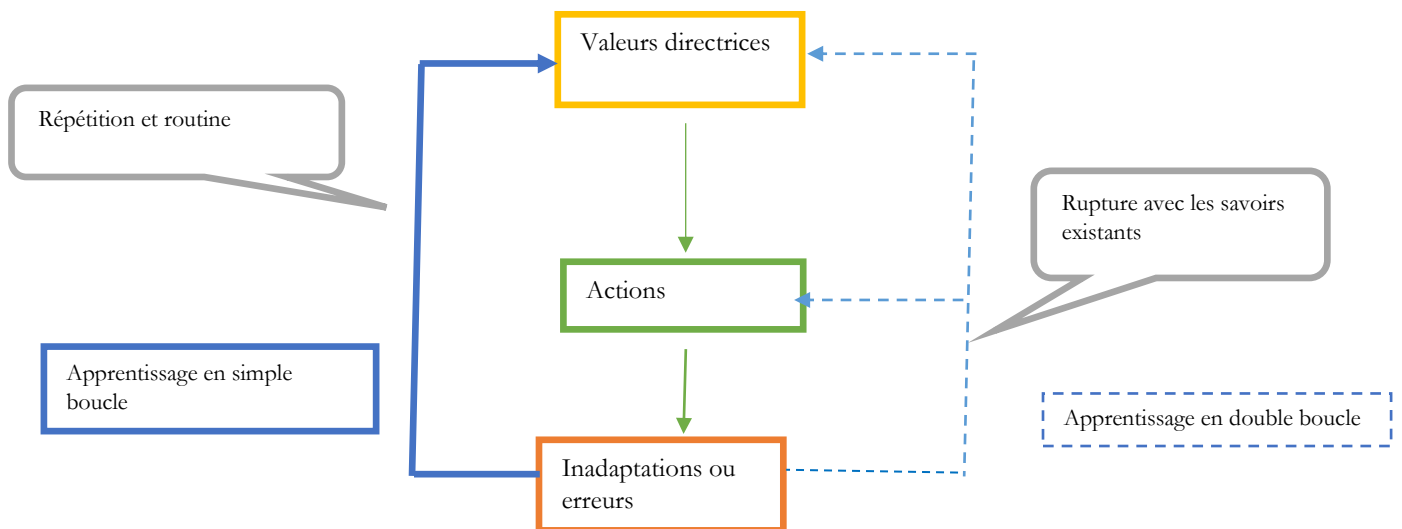 Valeurs directrices
Répétition et routine
Rupture avec les savoirs
existants
Actions
Apprentissage en simple
boucle
Apprentissage en double boucle
Inadaptations ou
erreurs